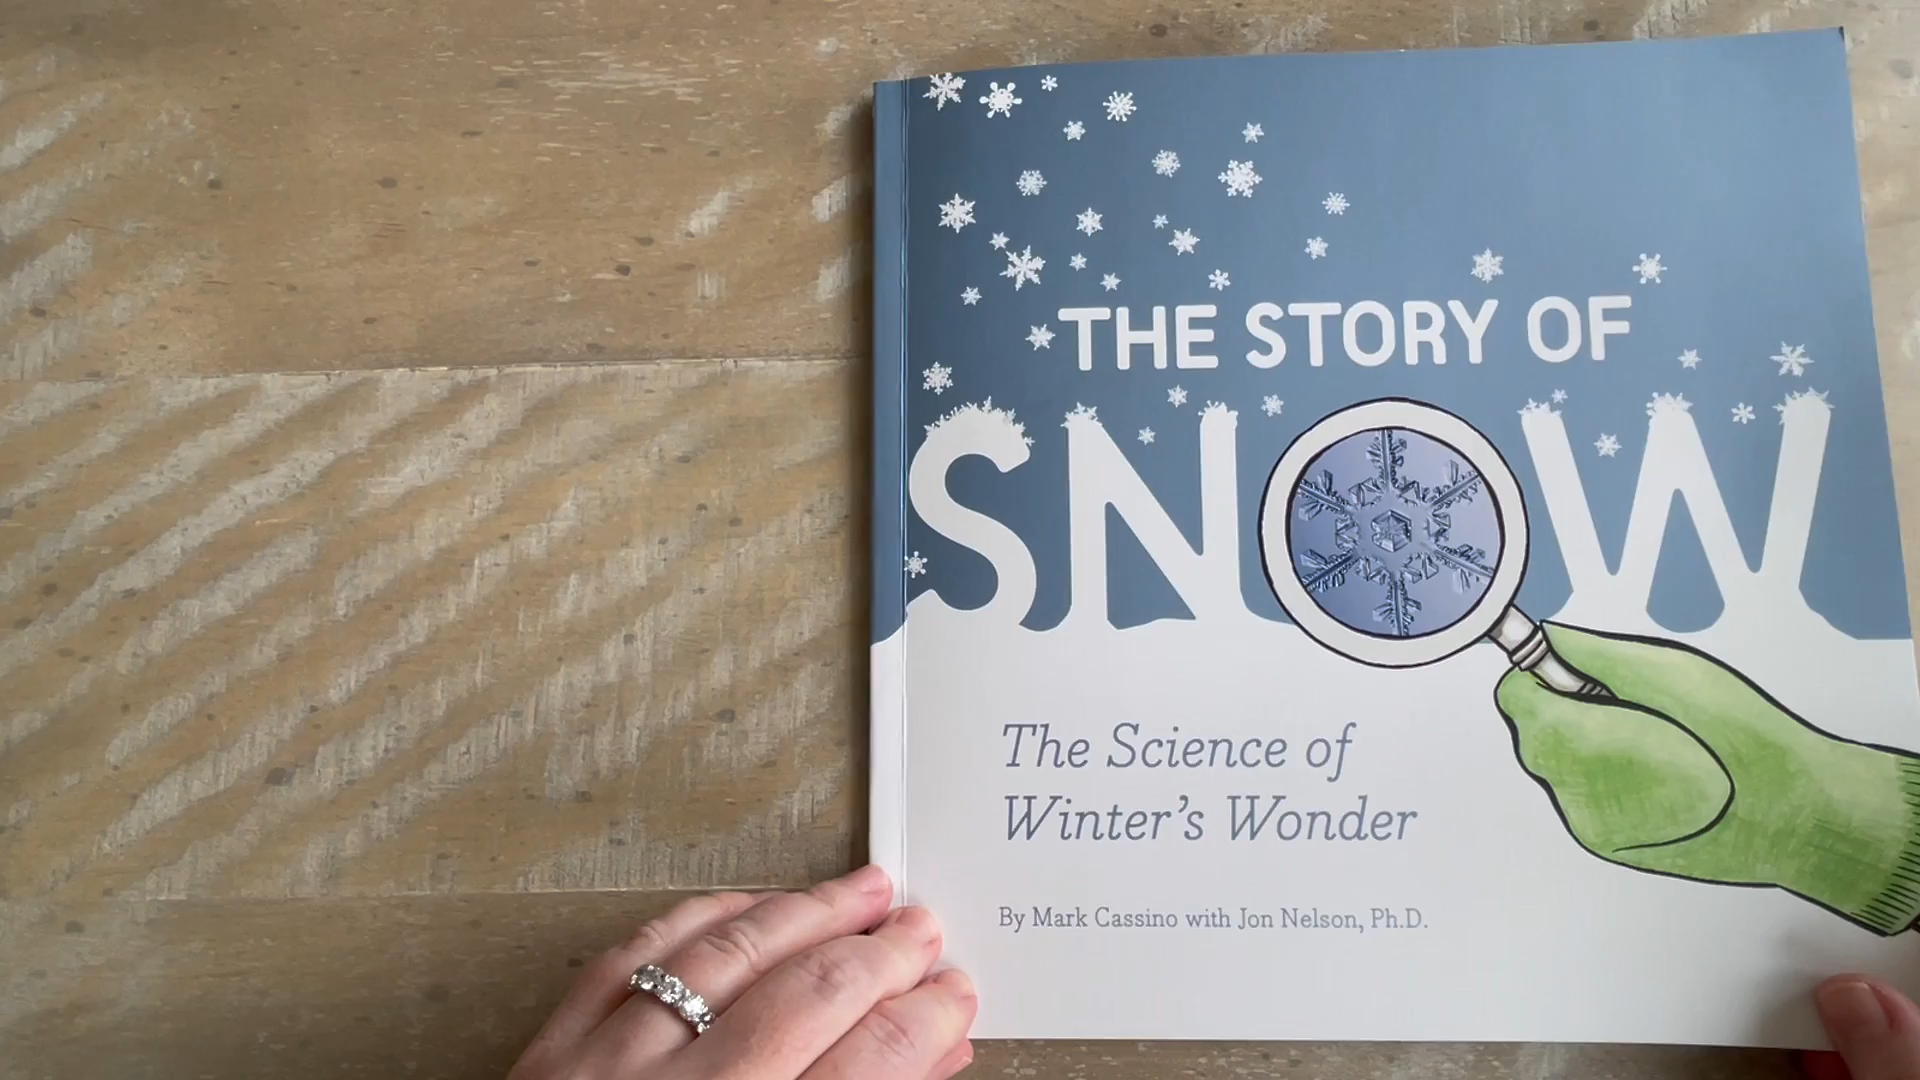 THE STORY OF
SNOW
The Science of
Winter's Wonder
By Mark Cassino with Jon Nelson, Ph.D.